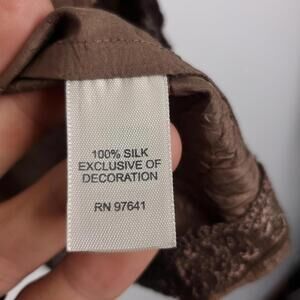 100% SILK
EXCLUSIVE OF
DECORATION
RN 97641